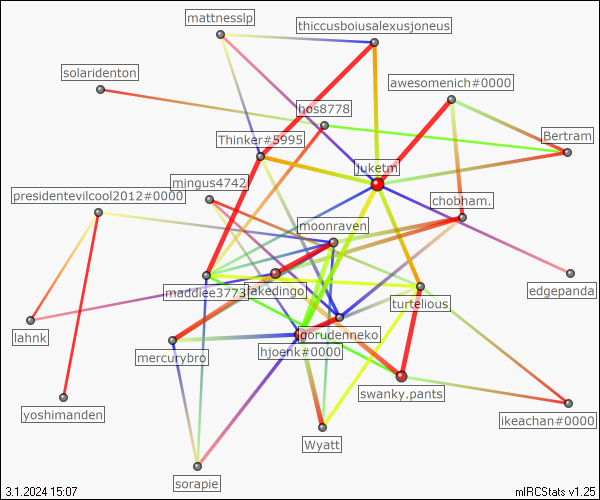 mattnesslp
thiccusboiusalexusjoneus
solaridenton
awesomenich#0000
hos8778
Thinker#5995
Bertram
juketm
mingus4742
presidentevilcool2012#0000
chobham.
moonraven
maddiee3773
fakedingo
edgepanda
turtelious
lahnk
gorudeneko
mercurybro
hjoenk#0000
swanky.pants
yoshimanden
ikeachan#0000
Wyatt
sorapie
3.1.2024 15:07
mIRCStats v1.25